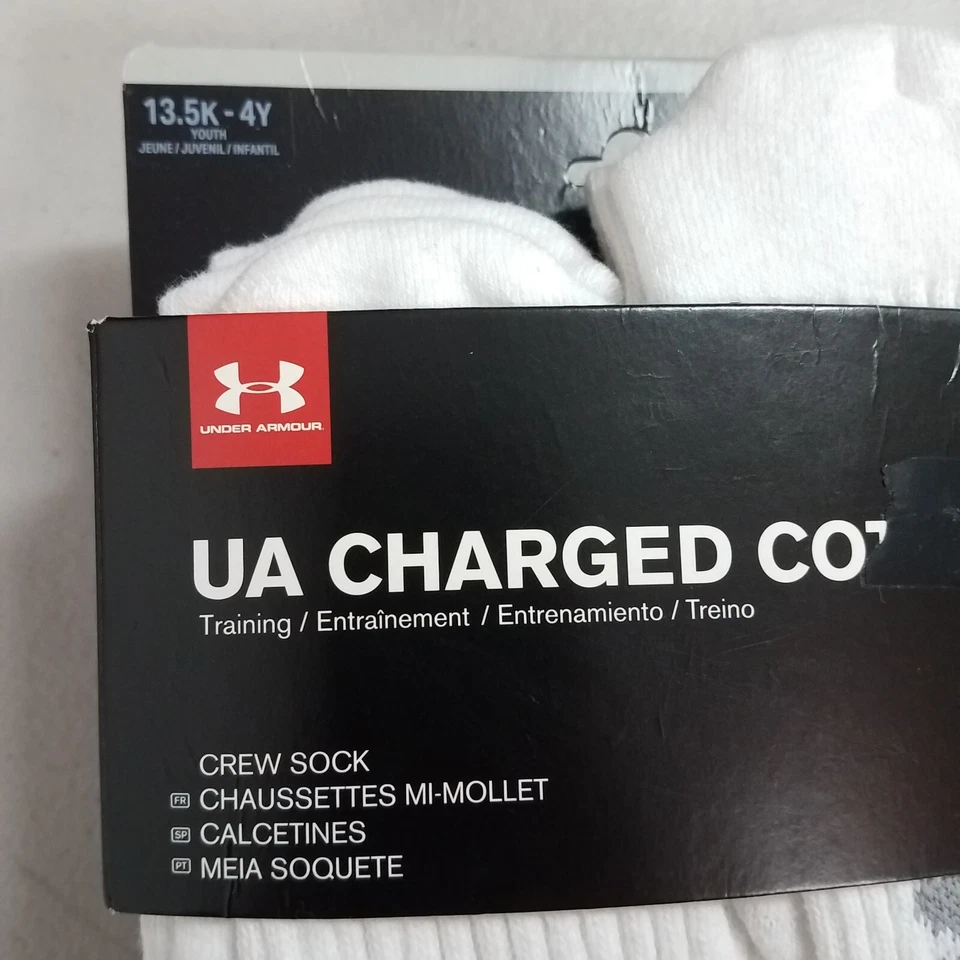 13.5K - 4Y
YOUTH
JEUNE / JUVENIL / INFANTIL
UNDER ARMOUR
UA CHARGED COT
Training / Entraînement / Entrenamiento / Treino
CREW SOCK
FR CHAUSSETTES MI-MOLLET
SP CALCETINES
PT MEIA SOQUETE